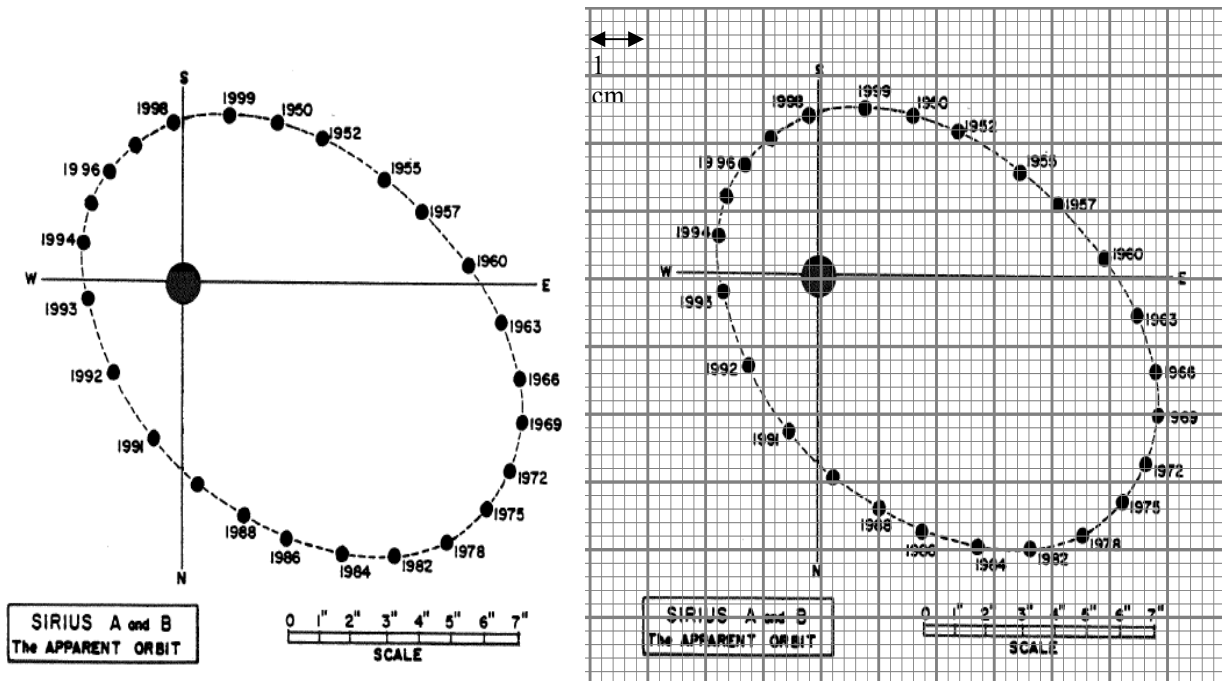 S
1998
1999
1950
1952
1996
1955
1957
1994
1960
W
E
1993
1963
1992
1966
1969
1991
1972
1988
1975
1986
1984
1982
1978
N
SIRIUS A and B
The APPARENT ORBIT
0 1" 2" 3" 4" 5" 6" 7"
SCALE
1
cm
S
1998
1999
1950
1952
1996
1955
1957
1994
1960
W
E
1993
1963
1992
1966
1969
1991
1972
1988
1975
1986
1984
1982
1978
N
SIRIUS A and B
The APPARENT ORBIT
0 1" 2" 3" 4" 5" 6" 7"
SCALE